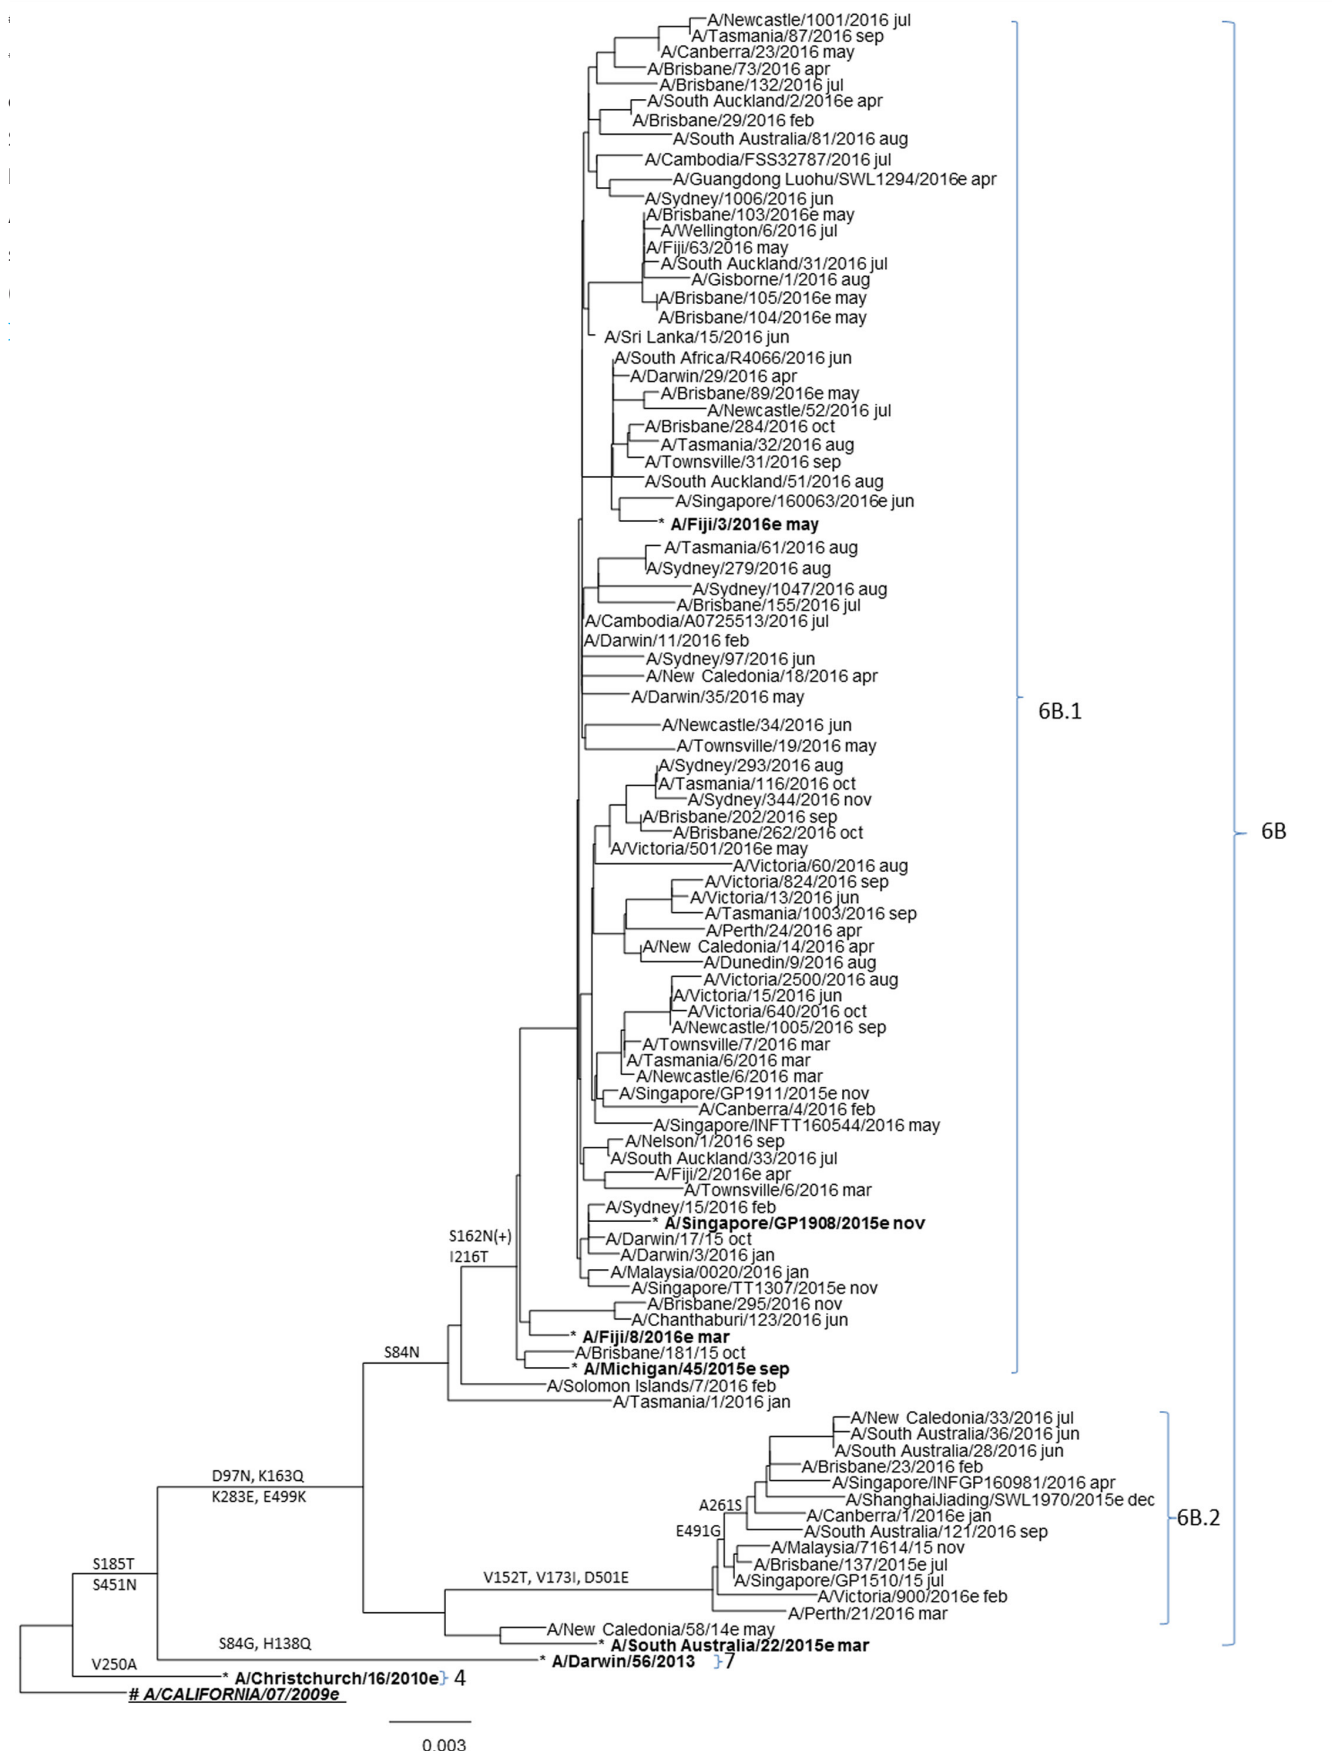 A/Newcastle/1001/2016 jul
A/Tasmania/87/2016 sep
A/Canberra/23/2016 may
A/Brisbane/73/2016 apr
A/Brisbane/132/2016 jul
A/South Auckland/2/2016e apr
A/Brisbane/29/2016 feb
A/South Australia/81/2016 aug
A/Cambodia/FSS32787/2016 jul
A/Guangdong Luohu/SWL1294/2016e apr
A/Sydney/1006/2016 jun
A/Brisbane/103/2016e may
A/Wellington/6/2016 jul
A/Fiji/63/2016 may
A/South Auckland/31/2016 jul
A/Gisborne/1/2016 aug
A/Brisbane/105/2016e may
A/Brisbane/104/2016e may
A/Sri Lanka/15/2016 jun
A/South Africa/R4066/2016 jun
A/Darwin/29/2016 apr
A/Brisbane/89/2016e may
A/Newcastle/52/2016 jul
A/Brisbane/284/2016 oct
A/Tasmania/32/2016 aug
A/Townsville/31/2016 sep
A/South Auckland/51/2016 aug
A/Singapore/160063/2016e jun
* A/Fiji/3/2016e may
A/Tasmania/61/2016 aug
A/Sydney/279/2016 aug
A/Sydney/1047/2016 aug
A/Brisbane/155/2016 jul
A/Cambodia/A0725513/2016 jul
A/Darwin/11/2016 feb
A/Sydney/97/2016 jun
A/New Caledonia/18/2016 apr
A/Darwin/35/2016 may
6B.1
A/Newcastle/34/2016 jun
A/Townsville/19/2016 may
A/Sydney/293/2016 aug
A/Tasmania/116/2016 oct
A/Sydney/344/2016 nov
A/Brisbane/202/2016 sep
A/Brisbane/262/2016 oct
6B
A/Victoria/501/2016e may
A/Victoria/60/2016 aug
A/Victoria/824/2016 sep
A/Victoria/13/2016 jun
A/Tasmania/1003/2016 sep
A/Perth/24/2016 apr
A/New Caledonia/14/2016 apr
A/Dunedin/9/2016 aug
A/Victoria/2500/2016 aug
A/Victoria/15/2016 jun
A/Victoria/640/2016 oct
A/Newcastle/1005/2016 sep
A/Townsville/7/2016 mar
A/Tasmania/6/2016 mar
A/Newcastle/6/2016 mar
A/Singapore/GP1911/2015e nov
A/Canberra/4/2016 feb
A/Singapore/INFTT160544/2016 may
A/Nelson/1/2016 sep
A/South Auckland/33/2016 jul
A/Fiji/2/2016e apr
A/Townsville/6/2016 mar
A/Sydney/15/2016 feb
* A/Singapore/GP1908/2015e nov
S162N(+)
A/Darwin/17/15 oct
I216T
A/Darwin/3/2016 jan
A/Malaysia/0020/2016 jan
A/Singapore/TT1307/2015e nov
A/Brisbane/295/2016 nov
A/Chanthaburi/123/2016 jun
* A/Fiji/8/2016e mar
S84N
A/Brisbane/181/15 oct
* A/Michigan/45/2015e sep
A/Solomon Islands/7/2016 feb
A/Tasmania/1/2016 jan
A/New Caledonia/33/2016 jul
A/South Australia/36/2016 jun
A/South Australia/28/2016 jun
A/Brisbane/23/2016 feb
D97N, K163Q
A/Singapore/INFGP160981/2016 apr
K283E, E499K
A/ShanghaiJiading/SWL1970/2015e dec
A261S
A/Canberra/1/2016e jan
6B.2
E491G
A/South Australia/121/2016 sep
A/Malaysia/71614/15 nov
S185T
A/Brisbane/137/2015e jul
V152T, V173I, D501E
A/Singapore/GP1510/15 jul
S451N
A/Victoria/900/2016e feb
A/Perth/21/2016 mar
A/New Caledonia/58/14e may
S84G, H138Q
* A/South Australia/22/2015e mar
* A/Darwin/56/2013 7
V250A
* A/Christchurch/16/2010e 4
# A/CALIFORNIA/07/2009e
0.003